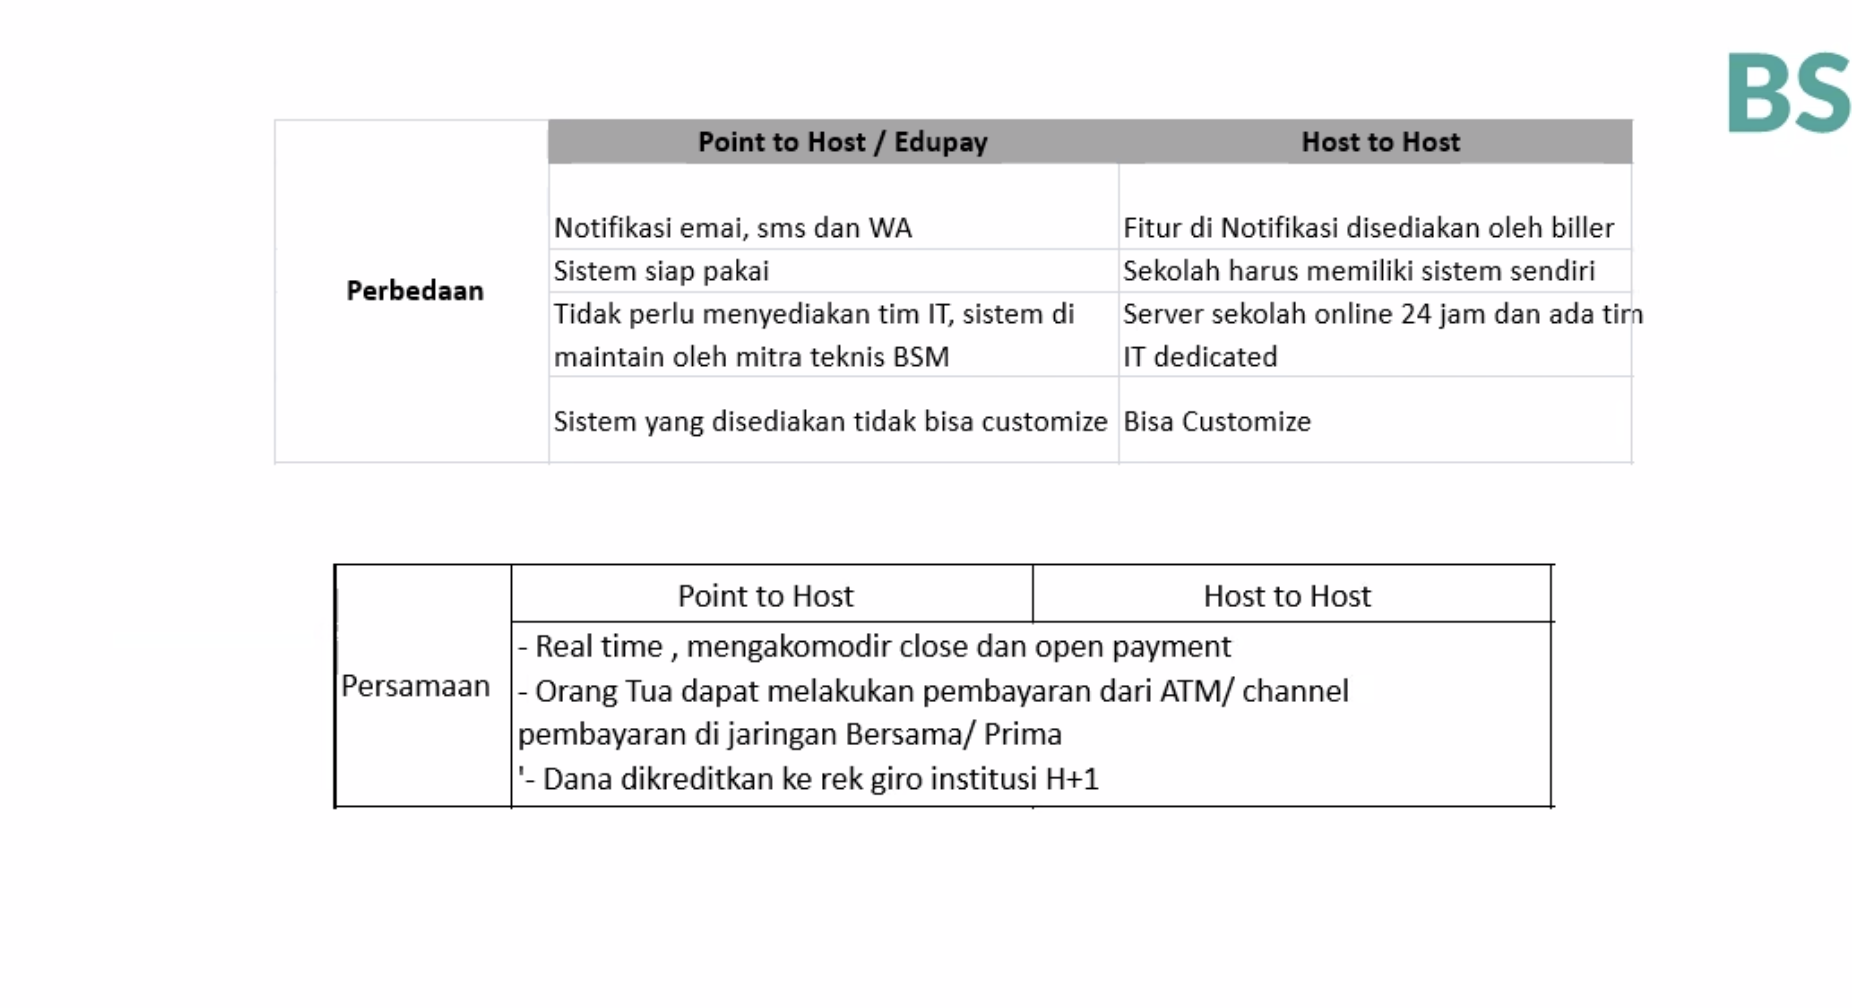 BS
Point to Host / Edupay
Host to Host
Perbedaan
Notifikasi emai, sms dan WA
Fitur di Notifikasi disediakan oleh biller
Sistem siap pakai
Sekolah harus memiliki sistem sendiri
Tidak perlu menyediakan tim IT, sistem di
maintain oleh mitra teknis BSM
Server sekolah online 24 jam dan ada tim
IT dedicated
Sistem yang disediakan tidak bisa customize
Bisa Customize
Persamaan
Point to Host
Host to Host
- Real time , mengakomodir close dan open payment
- Orang Tua dapat melakukan pembayaran dari ATM/ channel
pembayaran di jaringan Bersama/ Prima
'- Dana dikreditkan ke rek giro institusi H+1